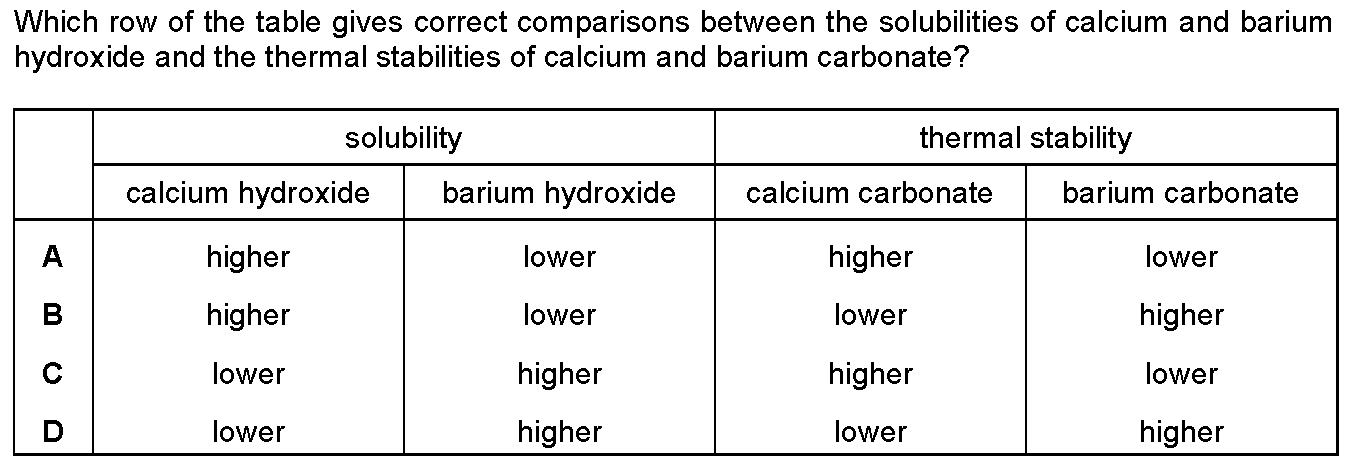 Which row of the table gives correct comparisons between the solubilities of calcium and barium
hydroxide and the thermal stabilities of calcium and barium carbonate?
solubility thermal stability
calcium hydroxide barium hydroxide calcium carbonate barium carbonate
A higher lower higher lower
B higher lower lower higher
C lower higher higher lower
D lower higher lower higher